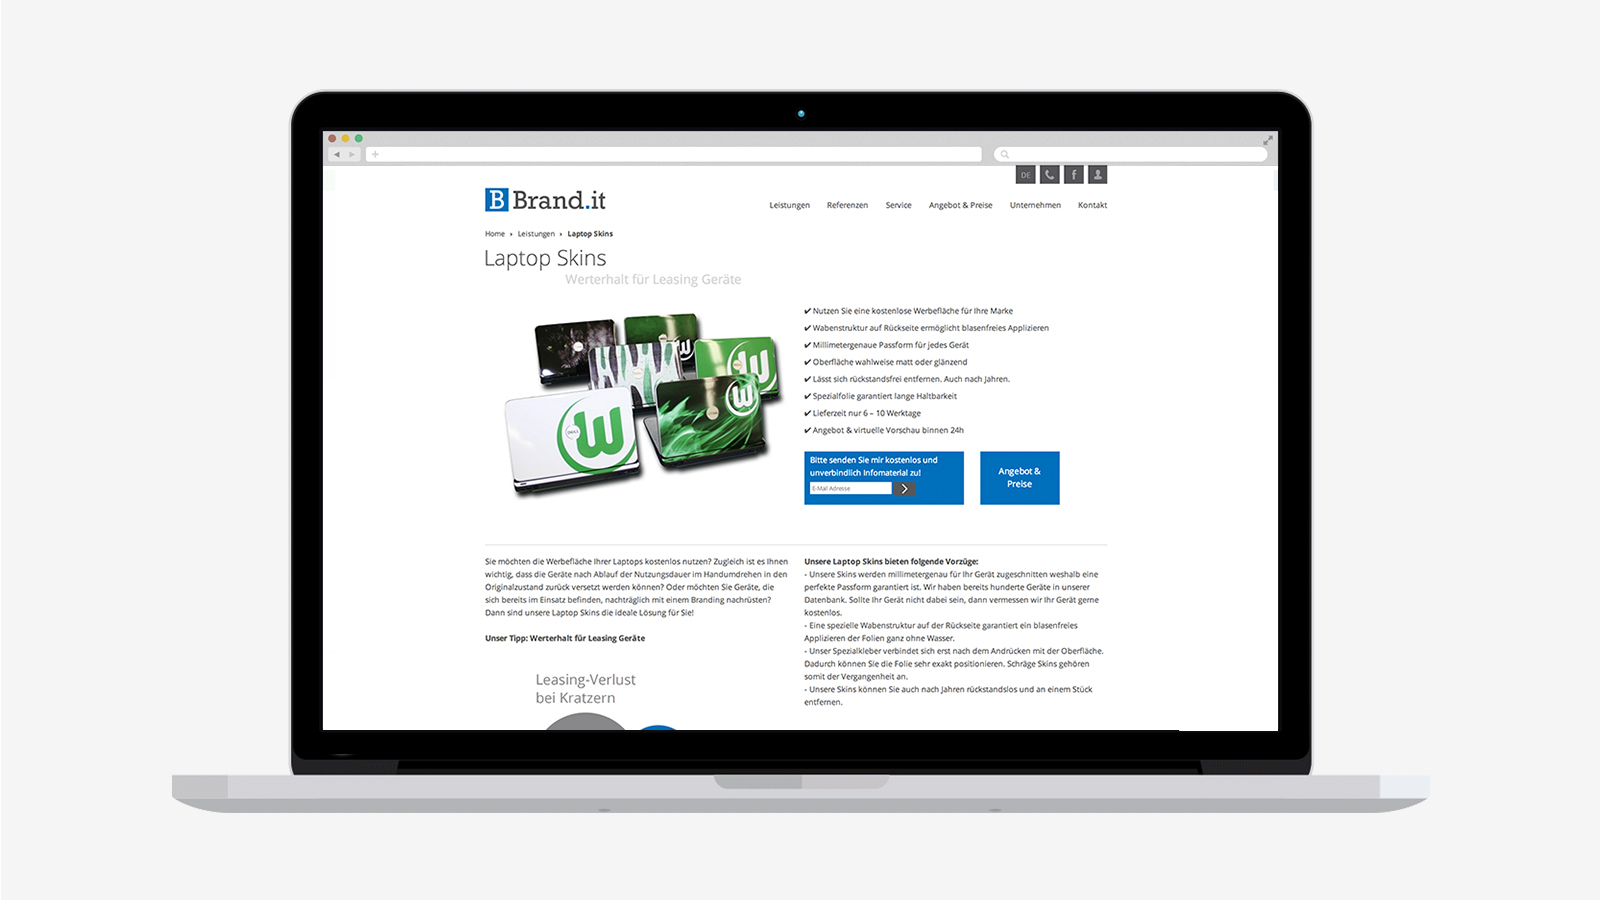 DE
B Brand.it
Leistungen Referenzen Service Angebot & Preise Unternehmen Kontakt
Home › Leistungen › Laptop Skins
Laptop Skins
Werterhalt für Leasing Geräte
✔ Nutzen Sie eine kostenlose Werbefläche für Ihre Marke
✔ Wabenstruktur auf Rückseite ermöglicht blasenfreies Applizieren
✔ Millimetergenaue Passform für jedes Gerät
✔ Oberfläche wahlweise matt oder glänzend
✔ Lässt sich rückstandsfrei entfernen. Auch nach Jahren.
✔ Spezialfolie garantiert lange Haltbarkeit
✔ Lieferzeit nur 6 – 10 Werktage
✔ Angebot & virtuelle Vorschau binnen 24h
Bitte senden Sie mir kostenlos und
unverbindlich Infomaterial zu!
E-Mail Adresse
Angebot &
Preise
Sie möchten die Werbefläche Ihrer Laptops kostenlos nutzen? Zugleich ist es Ihnen
wichtig, dass die Geräte nach Ablauf der Nutzungsdauer im Handumdrehen in den
Originalzustand zurück versetzt werden können? Oder möchten Sie Geräte, die
sich bereits im Einsatz befinden, nachträglich mit einem Branding nachrüsten?
Dann sind unsere Laptop Skins die ideale Lösung für Sie!
Unser Tipp: Werterhalt für Leasing Geräte
Leasing-Verlust
bei Kratzern
Unsere Laptop Skins bieten folgende Vorzüge:
- Unsere Skins werden millimetergenau für Ihr Gerät zugeschnitten weshalb eine
perfekte Passform garantiert ist. Wir haben bereits hunderte Geräte in unserer
Datenbank. Sollte Ihr Gerät nicht dabei sein, dann vermessen wir Ihr Gerät gerne
kostenlos.
- Eine spezielle Wabenstruktur auf der Rückseite garantiert ein blasenfreies
Applizieren der Folien ganz ohne Wasser.
- Unser Spezialkleber verbindet sich erst nach dem Andrücken mit der Oberfläche.
Dadurch können Sie die Folie sehr exakt positionieren. Schräge Skins gehören
somit der Vergangenheit an.
- Unsere Skins können Sie auch nach Jahren rückstandslos und an einem Stück
entfernen.